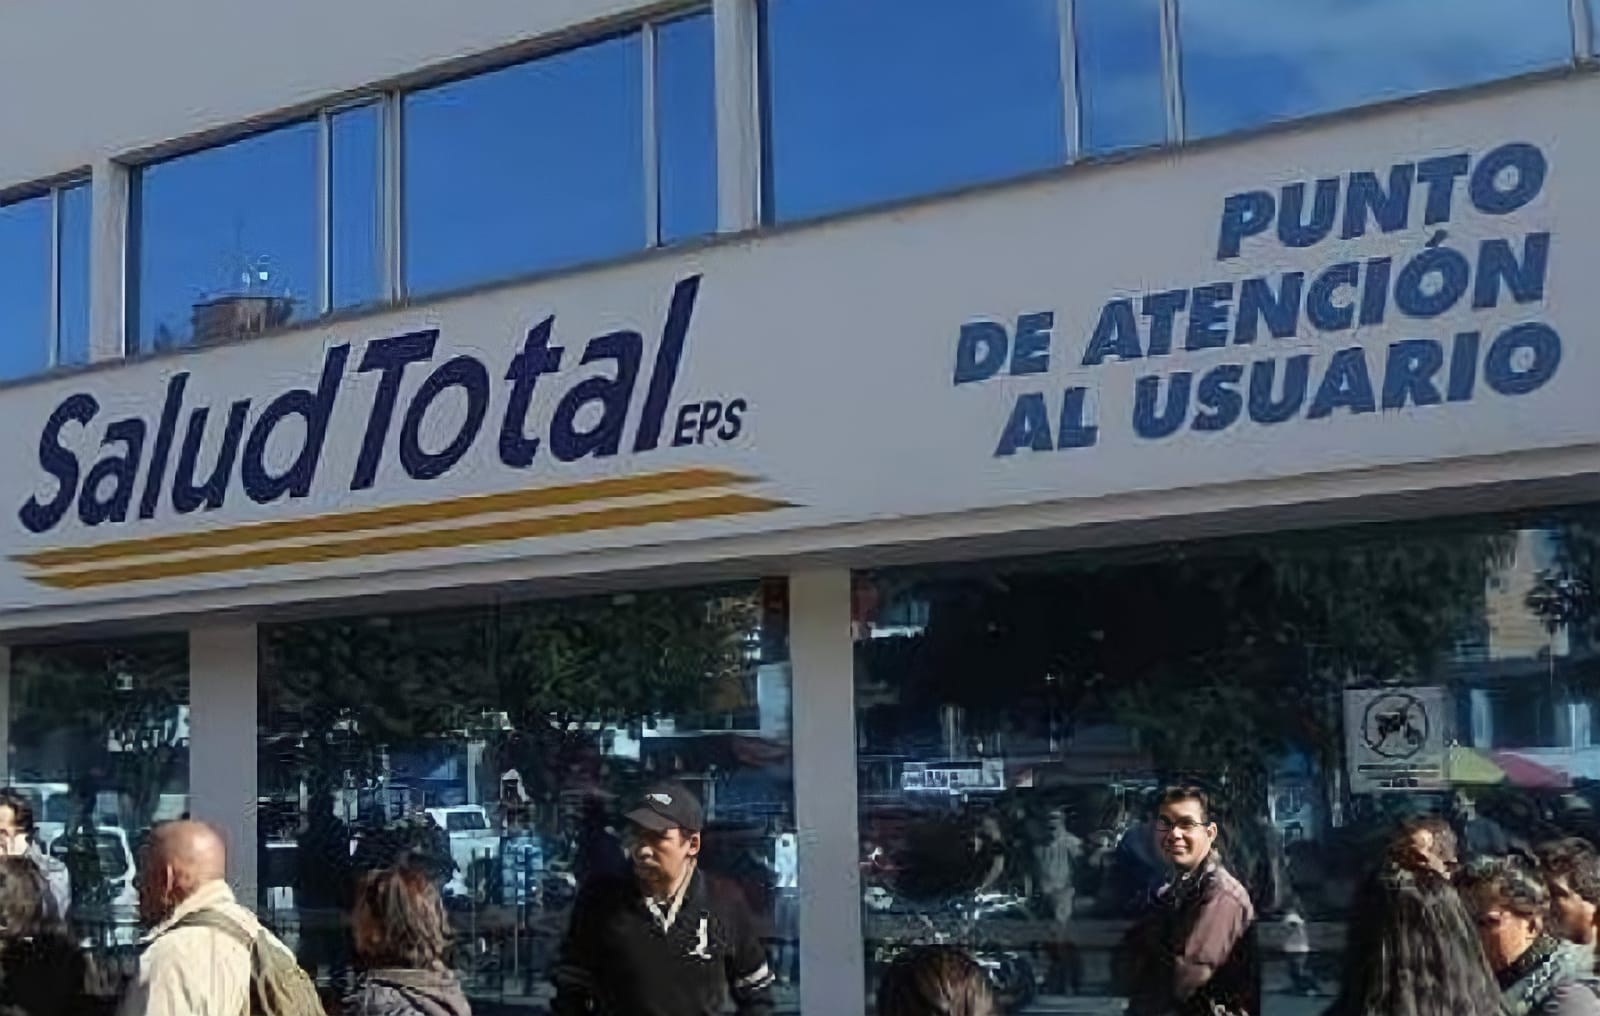 SaludTotal EPS
PUNTO
DE ATENCIÓN
AL USUARIO